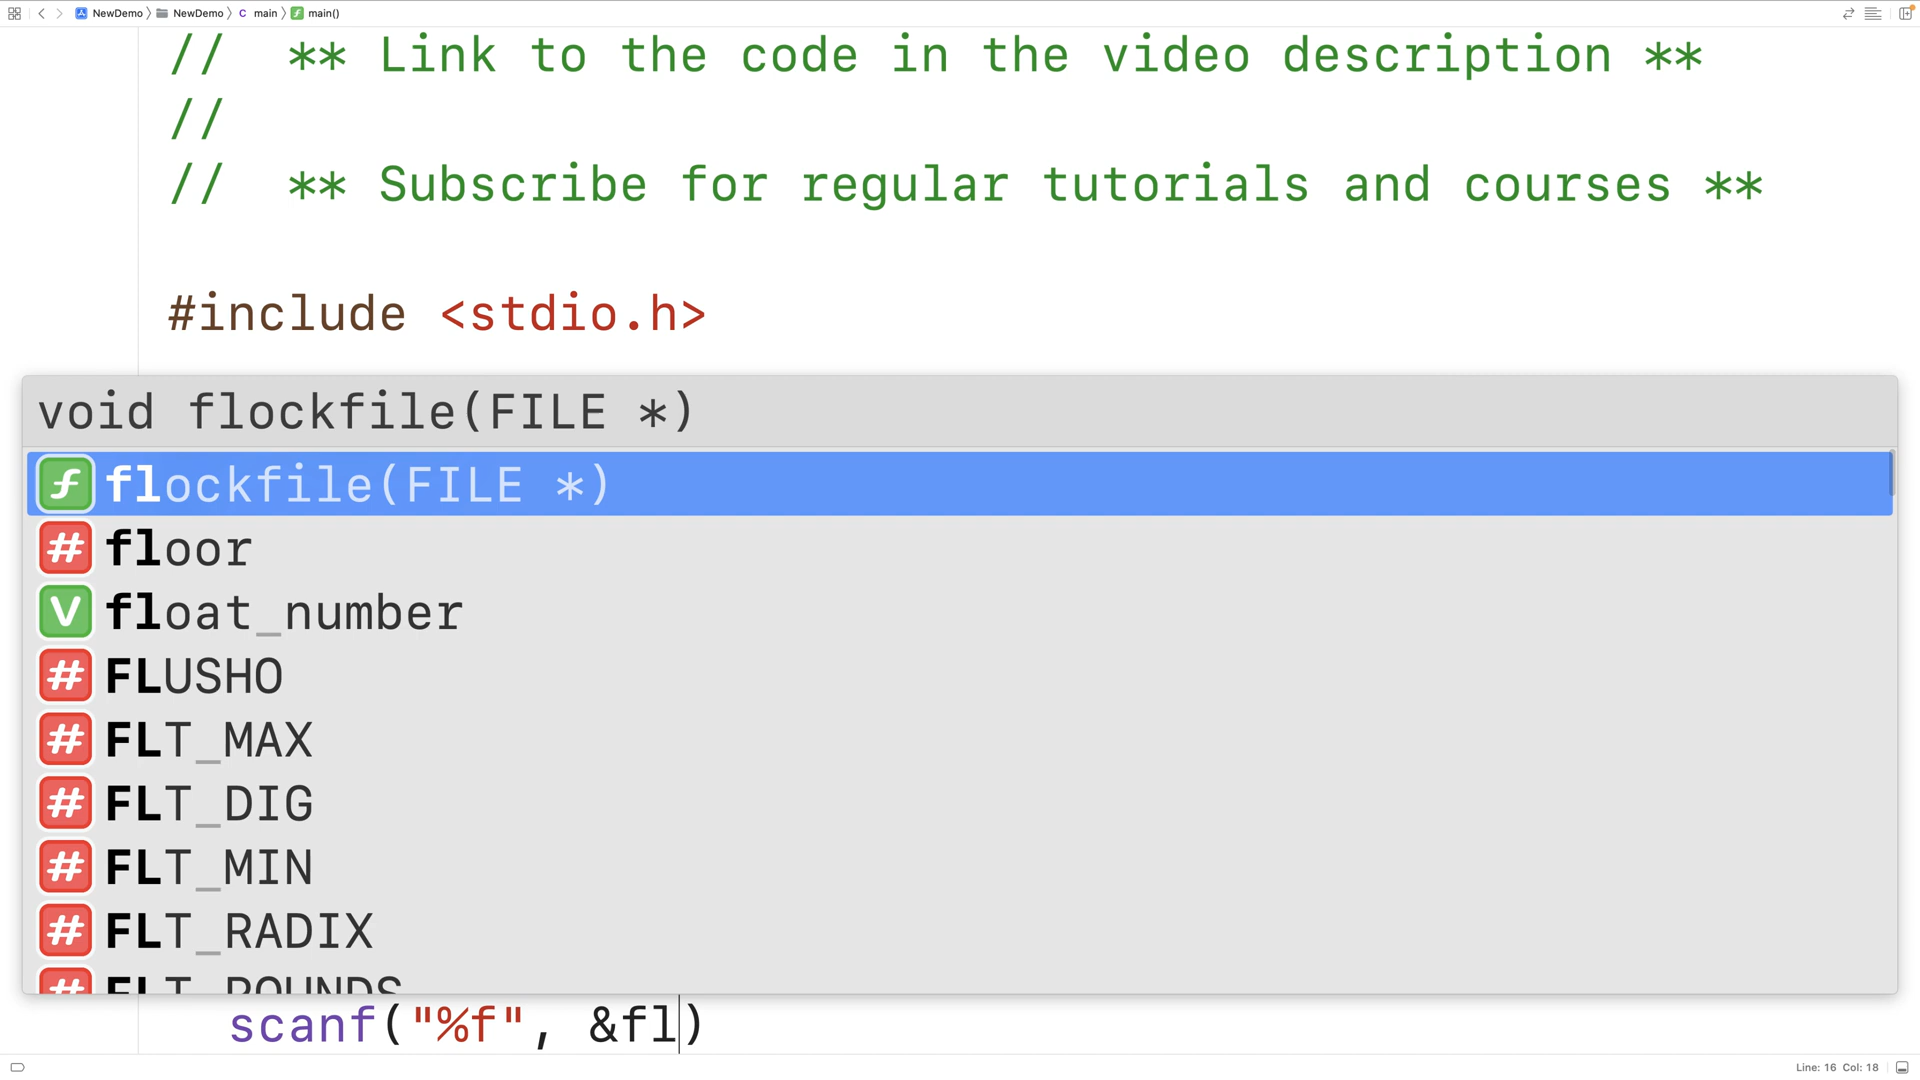 NewDemo NewDemo C main f main()
// ** Link to the code in the video description **
//
// ** Subscribe for regular tutorials and courses **
#include <stdio.h>
void flockfile(FILE *)
f flockfile(FILE *)
# floor
V float_number
# FLUSHO
# FLT_MAX
# FLT_DIG
# FLT_MIN
# FLT_RADIX
# FLT_ROUNDS
scanf("%f", &fl)
Line: 16 Col: 18